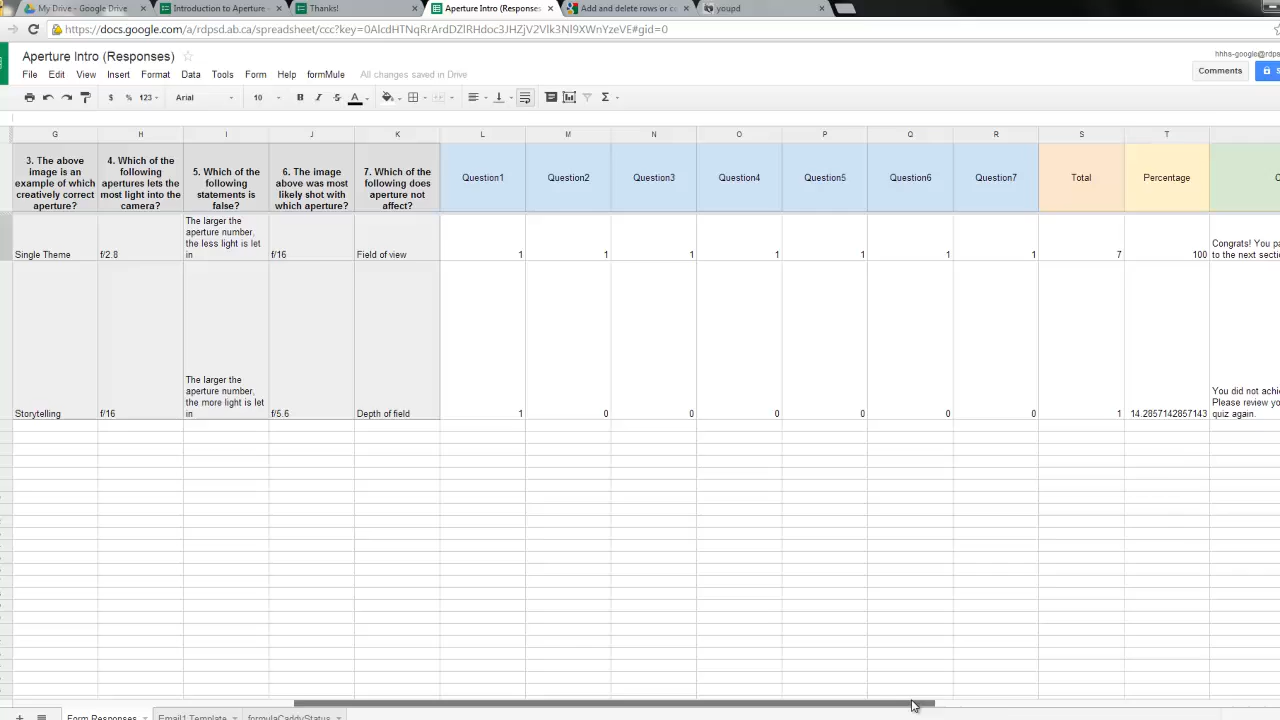 My Drive - Google Drive
Introduction to Aperture -
Thanks!
Aperture Intro (Responses
Add and delete rows or co
youpd
https://docs.google.com/a/rdpsd.ab.ca/spreadsheet/ccc?key=
Aperture Intro (Responses)
File Edit View Insert Format Data Tools Form Help formMule All changes saved in Drive
hhhs-google@rdps
Comments
$ % 123 Arial 10 B I S A Σ
G H I J K L M N O P Q R S T
3. The above
image is an
example of which
creatively correct
aperture?
4. Which of the
following
apertures lets the
most light into the
camera?
5. Which of the
following
statements is
false?
6. The image
above was most
likely shot with
which aperture?
7. Which of the
following does
aperture not
affect?
Question1 Question2 Question3 Question4 Question5 Question6 Question7 Total Percentage
Single Theme
f/2.8
The larger the
aperture number,
the less light is let
in
f/16
Field of view
1 1 1 1 1 1 1 7 100
Congrats! You pa
to the next secti
Storytelling
f/16
The larger the
aperture number,
the more light is let
in
f/5.6
Depth of field
1 0 0 0 0 0 0 1 14.2857142857143
You did not achi
Please review yo
quiz again.
Form Responses
Email1 Template
formulaCaddyStatus